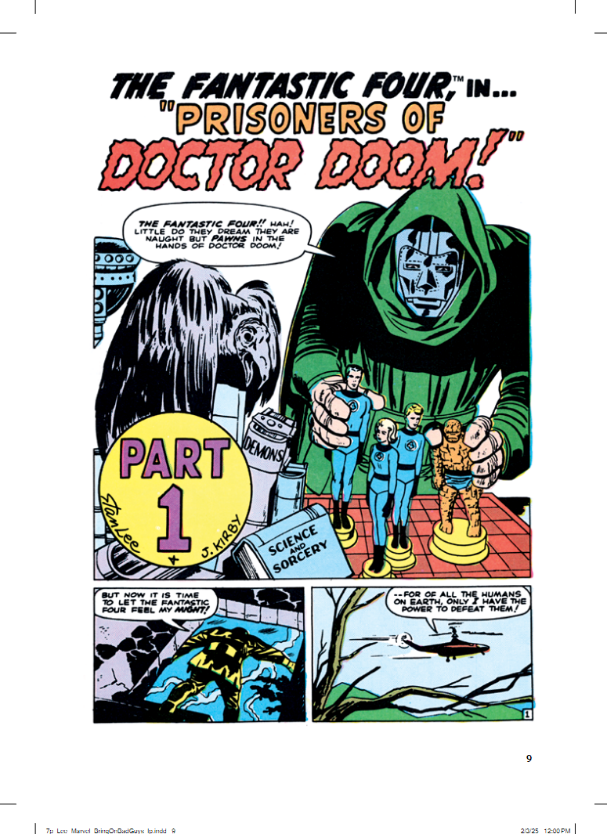 THE FANTASTIC FOUR,™ IN...
"PRISONERS OF
DOCTOR DOOM!"
THE FANTASTIC FOUR!! HAH!
LITTLE DO THEY DREAM THEY ARE
NAUGHT BUT PAWNS IN THE
HANDS OF DOCTOR DOOM!
DEMONS
PART
1
Stan Lee
+
J. KIRBY
SCIENCE
AND
SORCERY
BUT NOW IT IS TIME
TO LET THE FANTASTIC
FOUR FEEL MY MIGHT!
--FOR OF ALL THE HUMANS
ON EARTH, ONLY I HAVE THE
POWER TO DEFEAT THEM!
1
9
7p_Lee_Marvel_BringOnBadGuys_fp.indd 9
2/3/25 12:00 PM